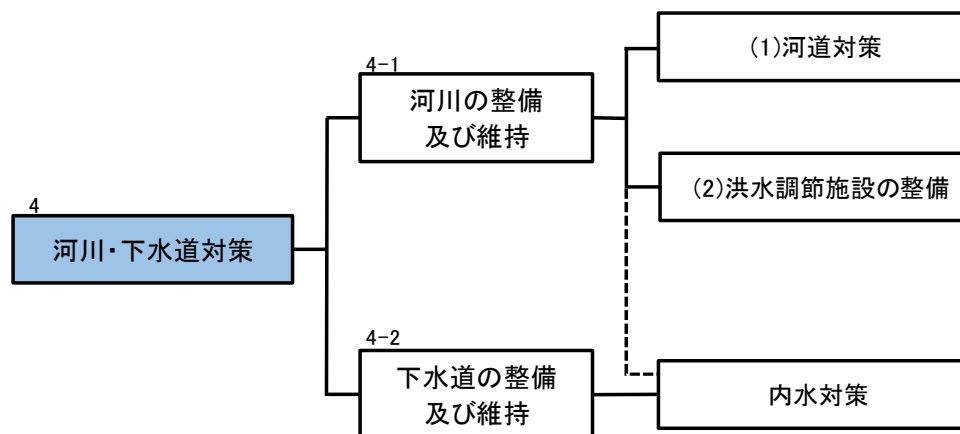 4
河川・下水道対策
4-1
河川の整備
及び維持
(1)河道対策
(2)洪水調節施設の整備
4-2
下水道の整備
及び維持
内水対策